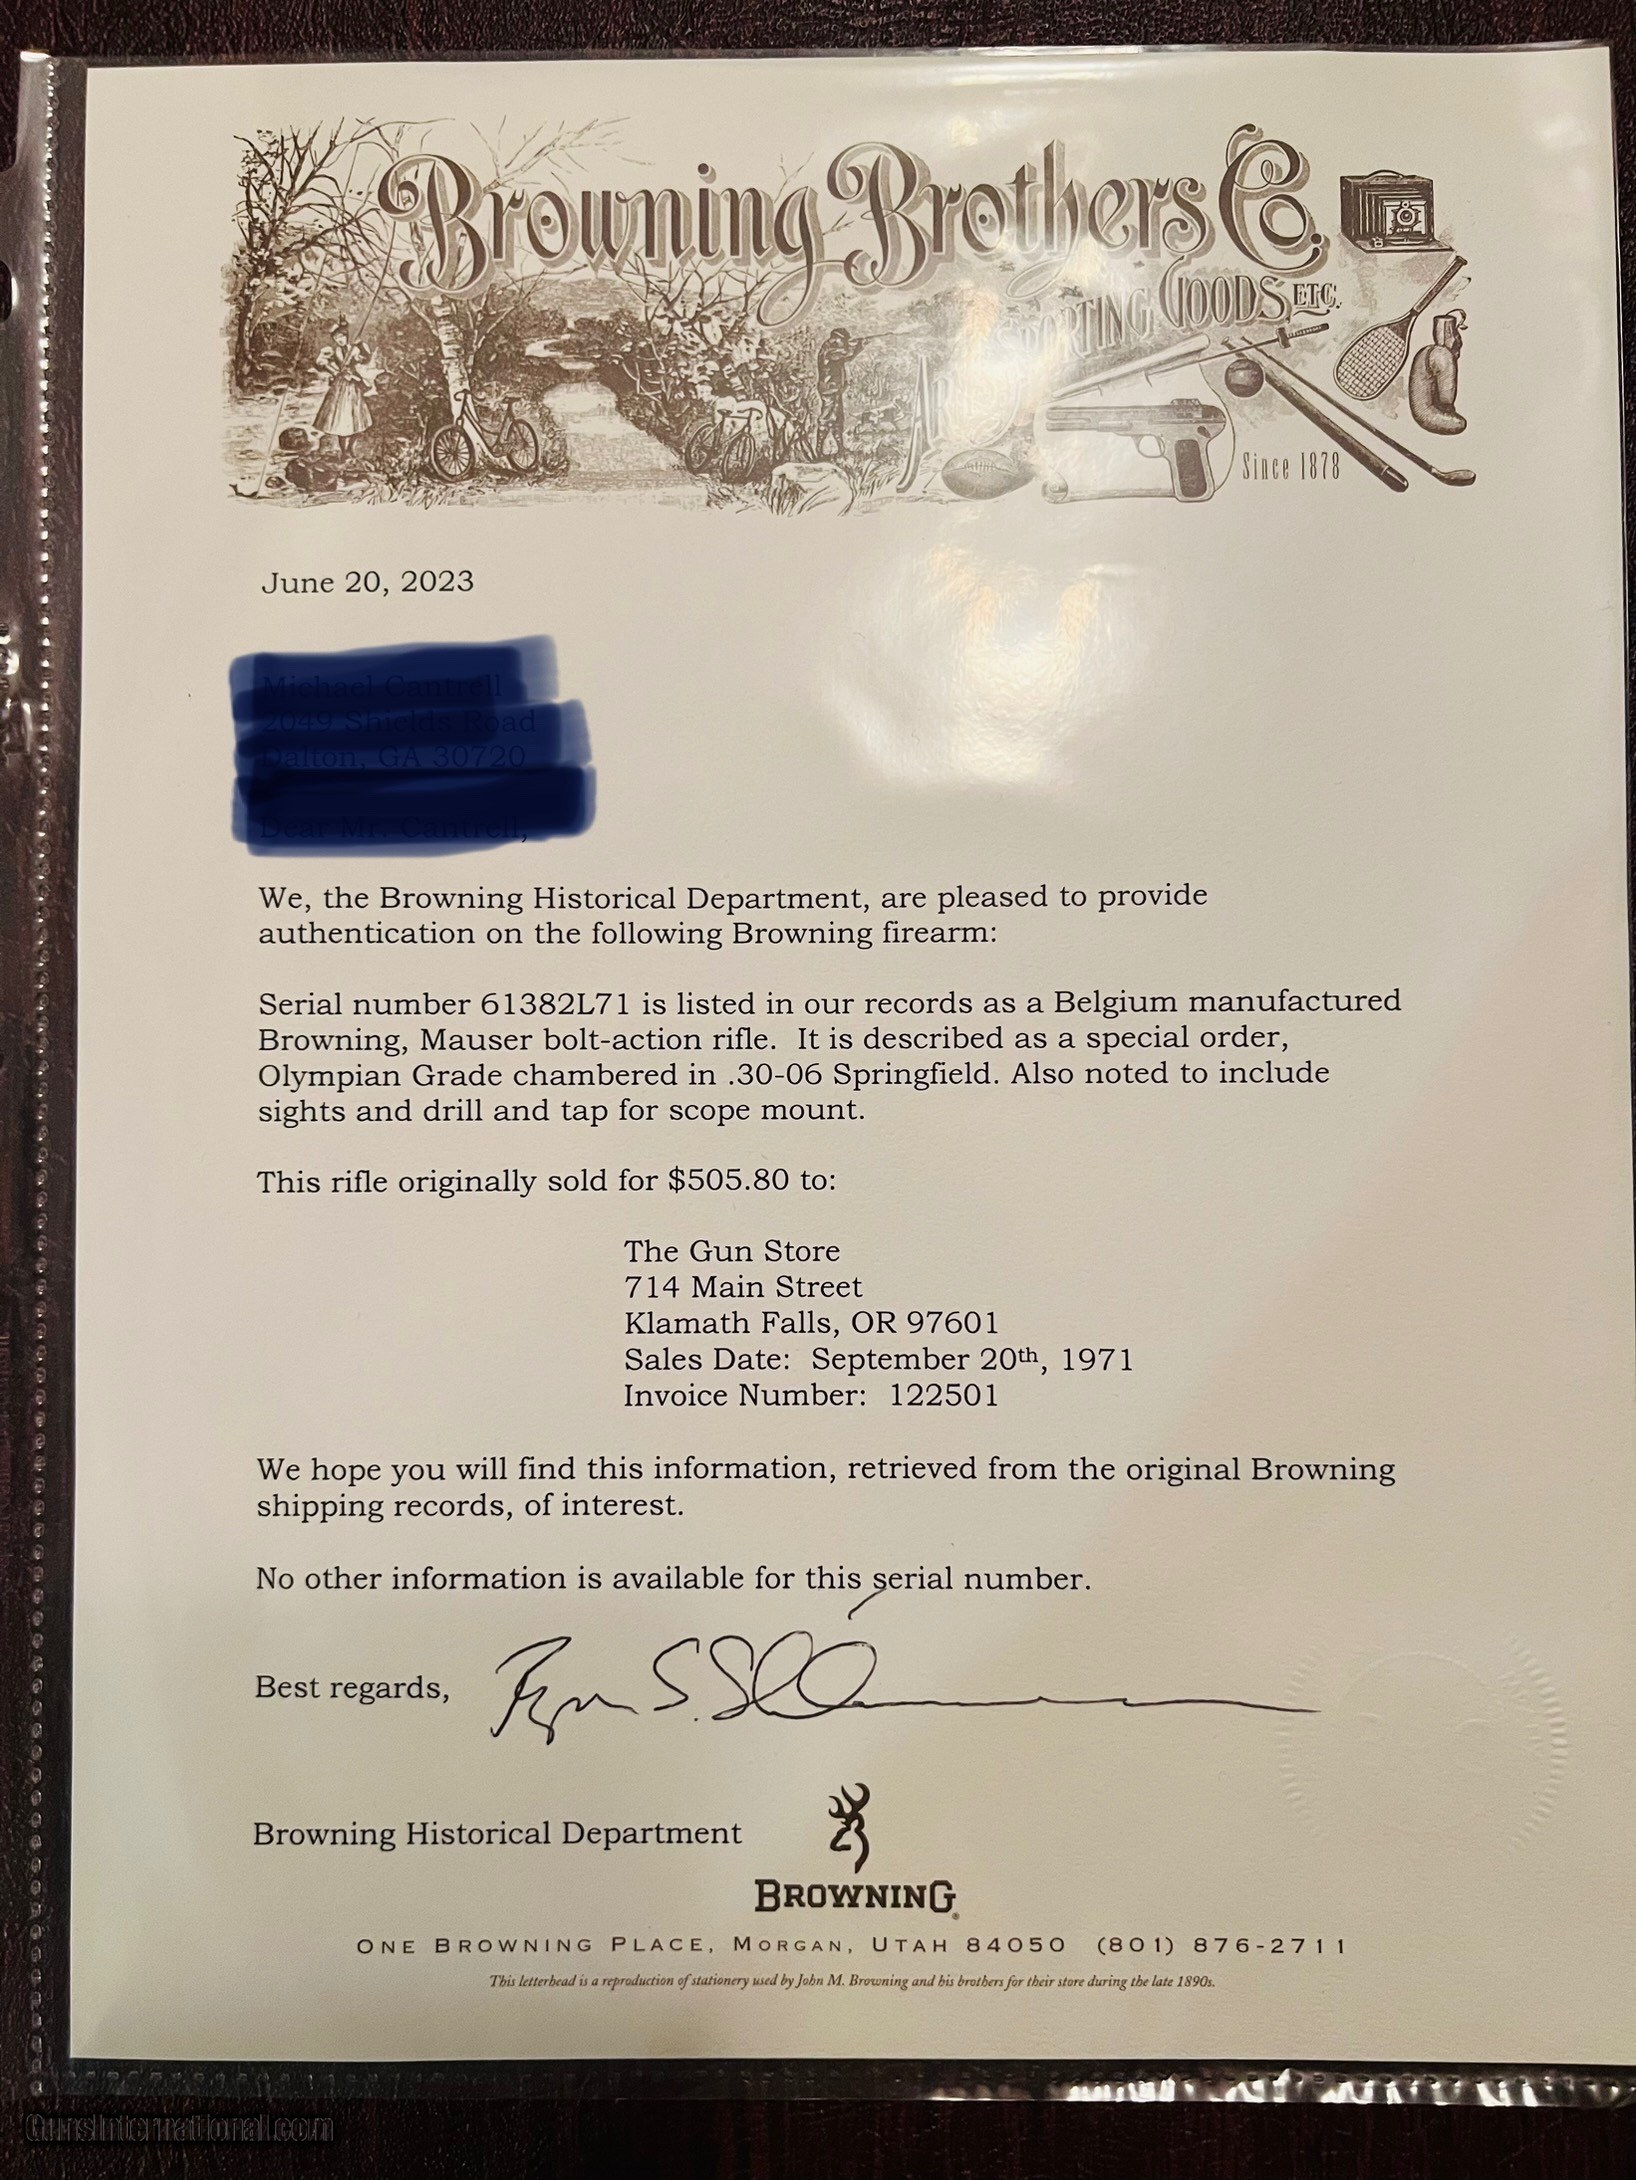 Browning Brothers Co.
SPORTING GOODS, ETC.
Since 1878
June 20, 2023
We, the Browning Historical Department, are pleased to provide
authentication on the following Browning firearm:
Serial number 61382L71 is listed in our records as a Belgium manufactured
Browning, Mauser bolt-action rifle.  It is described as a special order,
Olympian Grade chambered in .30-06 Springfield. Also noted to include
sights and drill and tap for scope mount.
This rifle originally sold for $505.80 to:
The Gun Store
714 Main Street
Klamath Falls, OR 97601
Sales Date:  September 20th, 1971
Invoice Number:  122501
We hope you will find this information, retrieved from the original Browning
shipping records, of interest.
No other information is available for this serial number.
Best regards,
Browning Historical Department
BROWNING®
ONE BROWNING PLACE, MORGAN, UTAH 84050  (801) 876-2711
This letterhead is a reproduction of stationery used by John M. Browning and his brothers for their store during the late 1890s.
GunsInternational.com